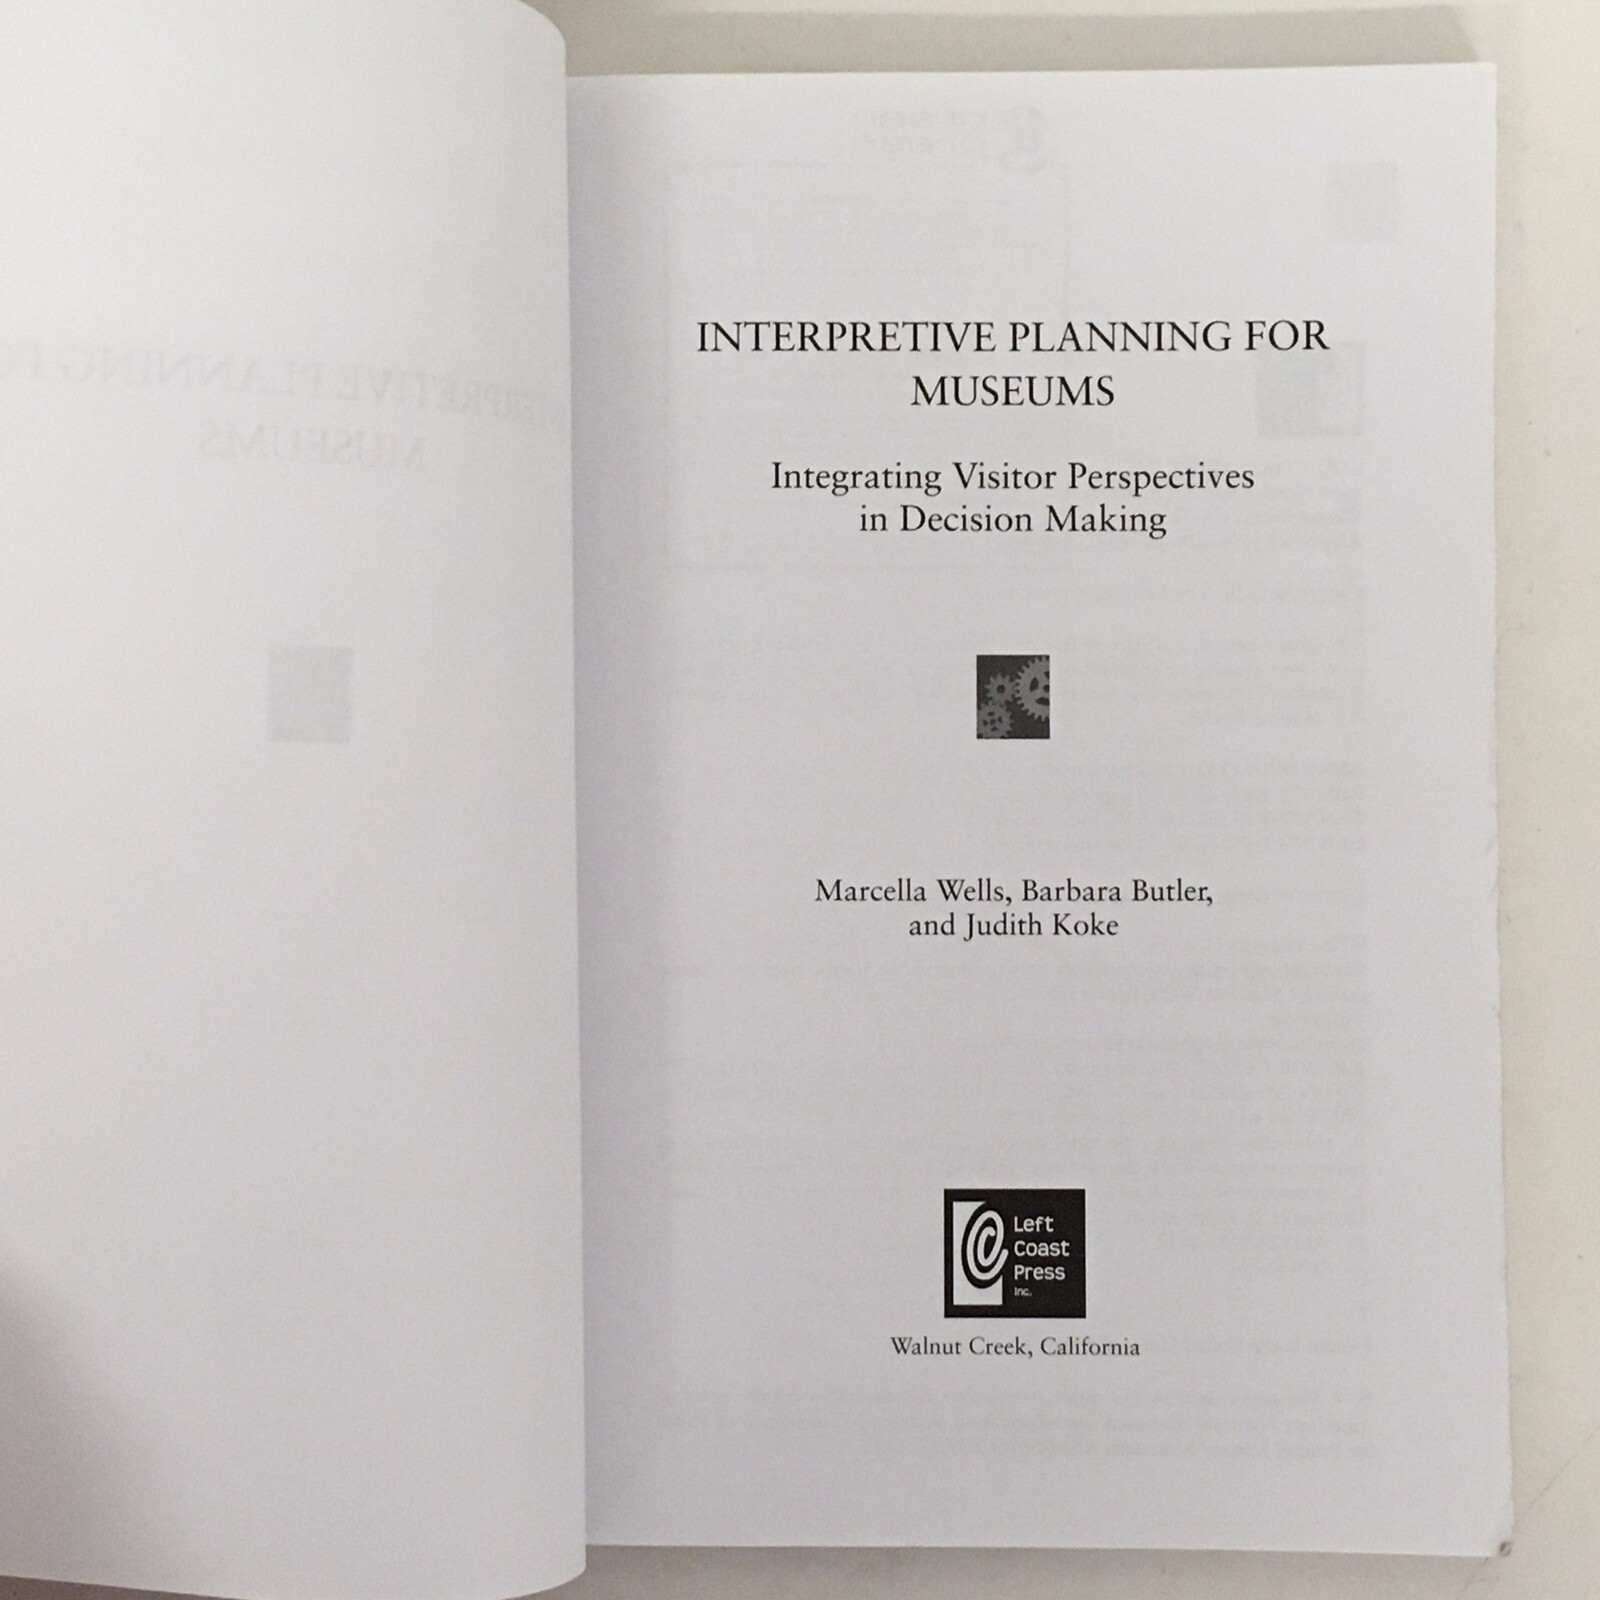 INTERPRETIVE PLANNING FOR
MUSEUMS
Integrating Visitor Perspectives
in Decision Making
Marcella Wells, Barbara Butler,
and Judith Koke
Left
Coast
Press
Inc.
Walnut Creek, California